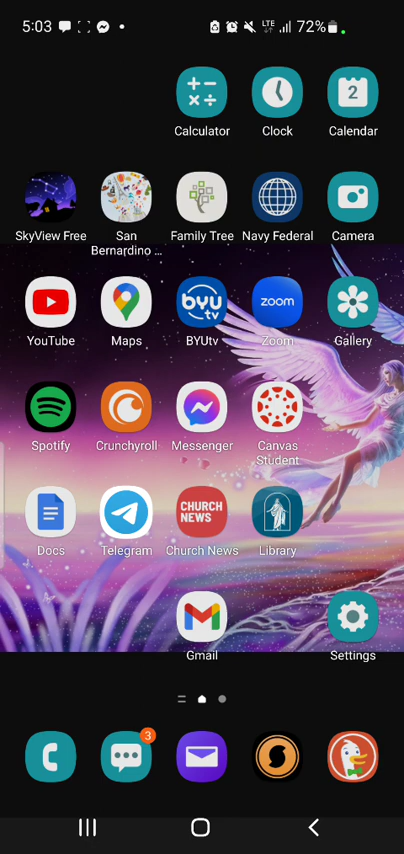 5:03
LTE
72%
Calculator
Clock
2
Calendar
SkyView Free
San
Bernardino ...
Family Tree
Navy Federal
Camera
YouTube
Maps
BYU
tv
BYUtv
zoom
Zoom
Gallery
Spotify
Crunchyroll
Messenger
Canvas
Student
Docs
Telegram
CHURCH
NEWS
Church News
Library
Gmail
Settings
3